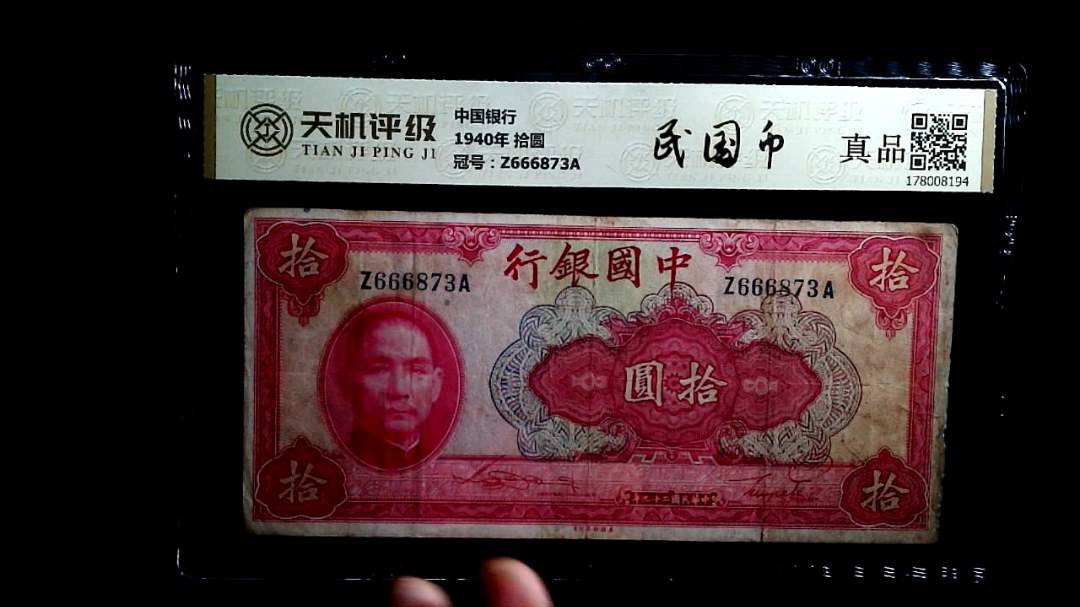 天机评级
TIAN JI PING JI
中国银行
1940年 拾圆
冠号：Z666873A
民国币
真品
178008194
拾
拾
行銀國中
Z666873A
Z666873A
圓拾
拾
拾